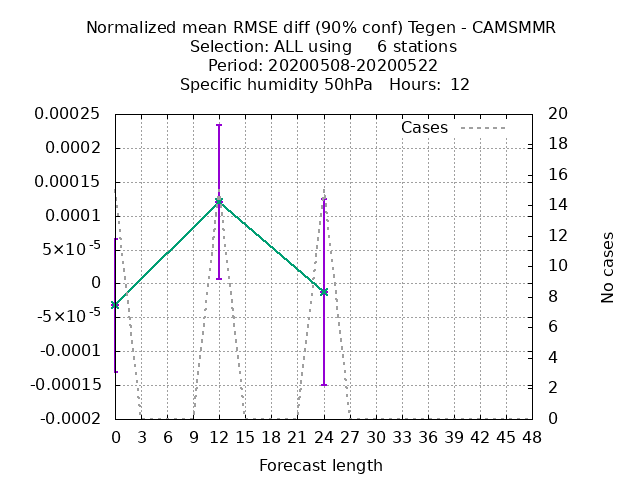 Normalized mean RMSE diff (90% conf) Tegen - CAMSMMR
Selection: ALL using     6 stations
Period: 20200508-20200522
Specific humidity 50hPa   Hours:  12
Cases
0.00025
0.0002
0.00015
0.0001
5×10⁻⁵
0
-5×10⁻⁵
-0.0001
-0.00015
-0.0002
20
18
16
14
12
10
8
6
4
2
0
No cases
0 3 6 9 12 15 18 21 24 27 30 33 36 39 42 45 48
Forecast length